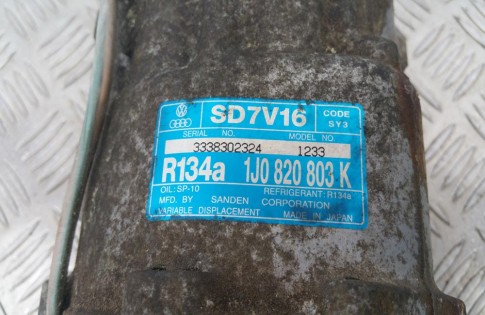 SD7V16 CODE SY3
SERIAL NO. MODEL NO.
3338302324 1233
R134a 1J0 820 803 K
OIL: SP-10 REFRIGERANT: R134a
MFD. BY SANDEN CORPORATION
VARIABLE DISPLACEMENT MADE IN JAPAN